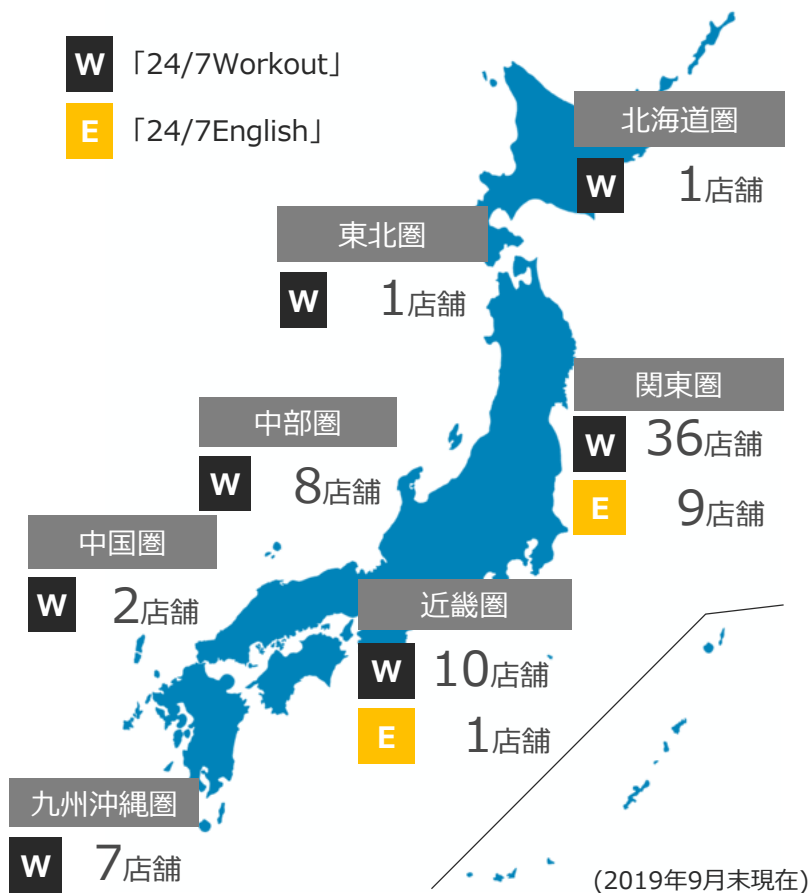 W 「24/7Workout」
E 「24/7English」
北海道圏
W 1店舗
東北圏
W 1店舗
関東圏
W 36店舗
E 9店舗
中部圏
W 8店舗
中国圏
W 2店舗
近畿圏
W 10店舗
E 1店舗
九州沖縄圏
W 7店舗
(2019年9月末現在)